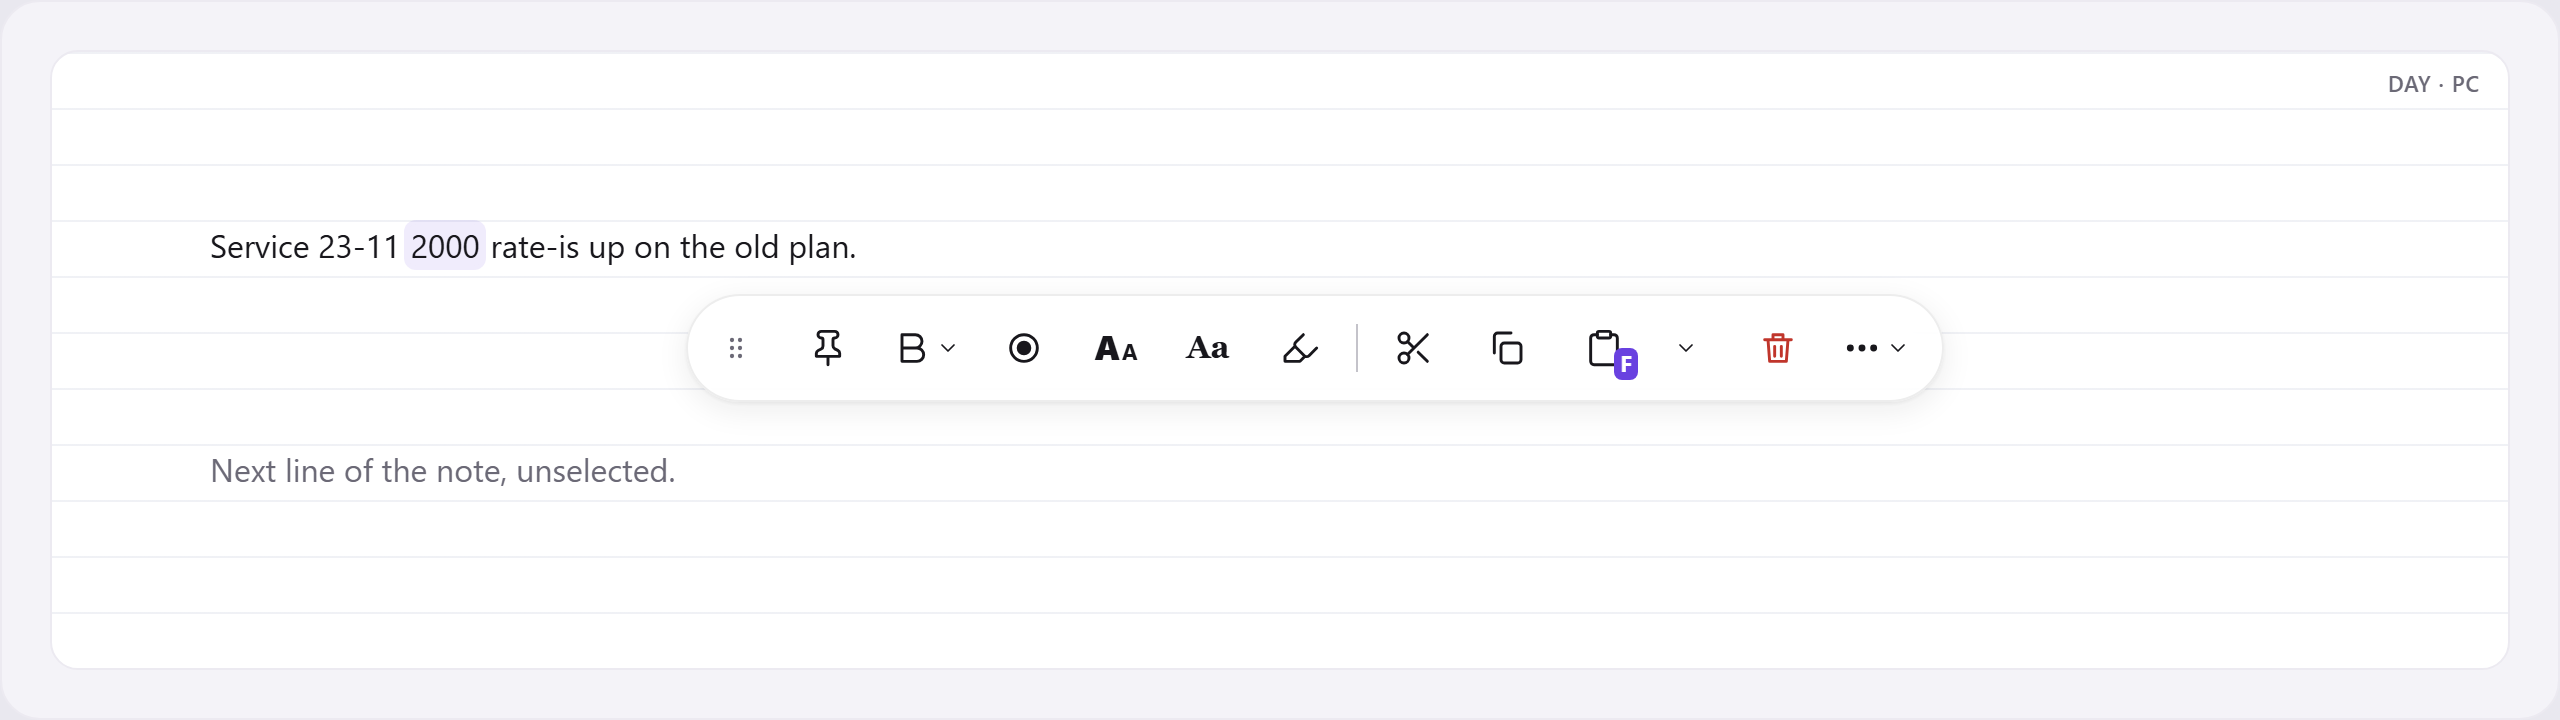 DAY · PC
Service 23-11 2000 rate-is up on the old plan.
B AA Aa F
Next line of the note, unselected.